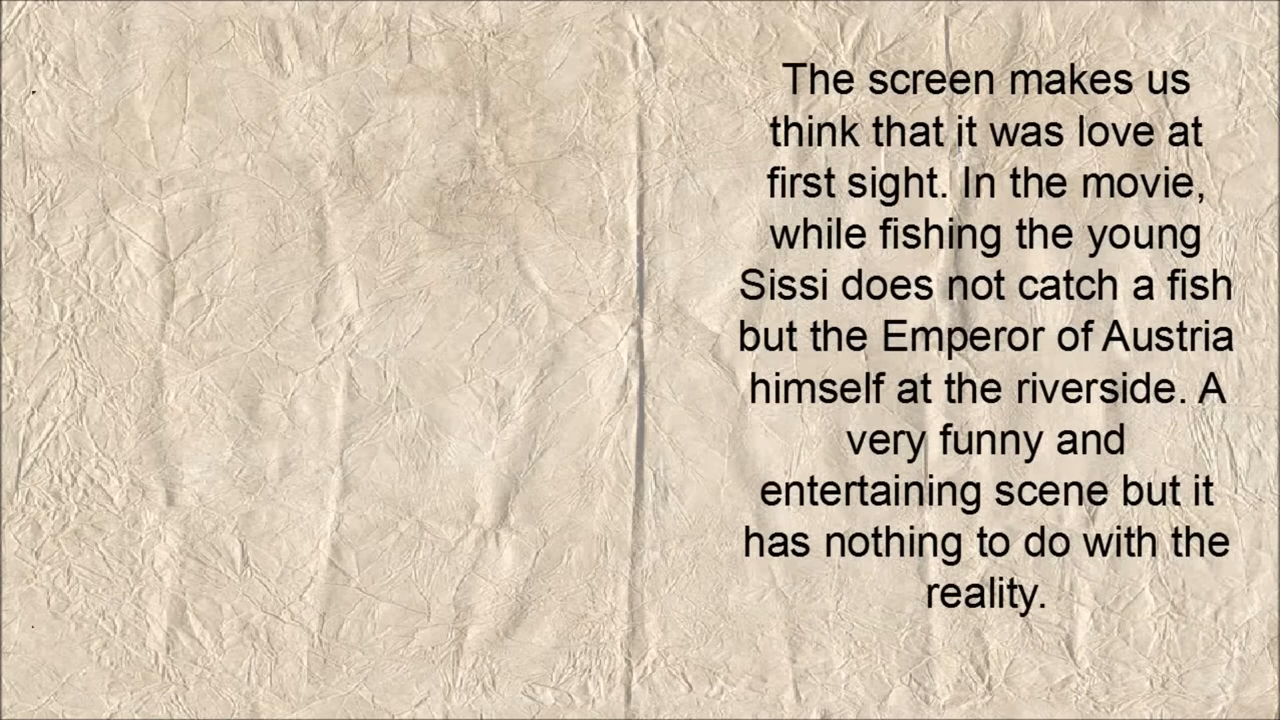 The screen makes us
think that it was love at
first sight. In the movie,
while fishing the young
Sissi does not catch a fish
but the Emperor of Austria
himself at the riverside. A
very funny and
entertaining scene but it
has nothing to do with the
reality.